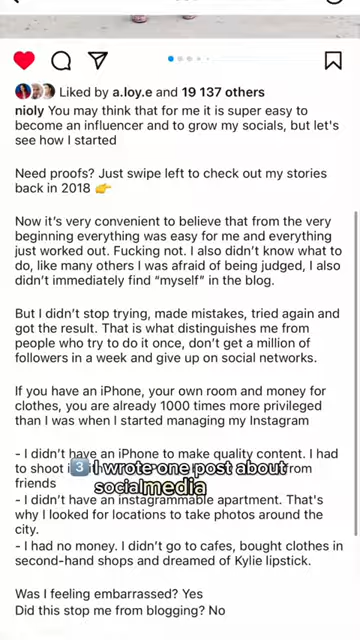 Liked by a.loy.e and 19 137 others
nioly You may think that for me it is super easy to
become an influencer and to grow my socials, but let's
see how I started
Need proofs? Just swipe left to check out my stories
back in 2018 👉
Now it's very convenient to believe that from the very
beginning everything was easy for me and everything
just worked out. Fucking not. I also didn't know what to
do, like many others I was afraid of being judged, I also
didn't immediately find “myself” in the blog.
But I didn't stop trying, made mistakes, tried again and
got the result. That is what distinguishes me from
people who try to do it once, don't get a million of
followers in a week and give up on social networks.
If you have an iPhone, your own room and money for
clothes, you are already 1000 times more privileged
than I was when I started managing my Instagram
- I didn't have an iPhone to make quality content. I had
to shoot from
3 I wrote one post about
friends
social media
- I didn't have an instagrammable apartment. That's
why I looked for locations to take photos around the
city.
- I had no money. I didn't go to cafes, bought clothes in
second-hand shops and dreamed of Kylie lipstick.
Was I feeling embarrassed? Yes
Did this stop me from blogging? No